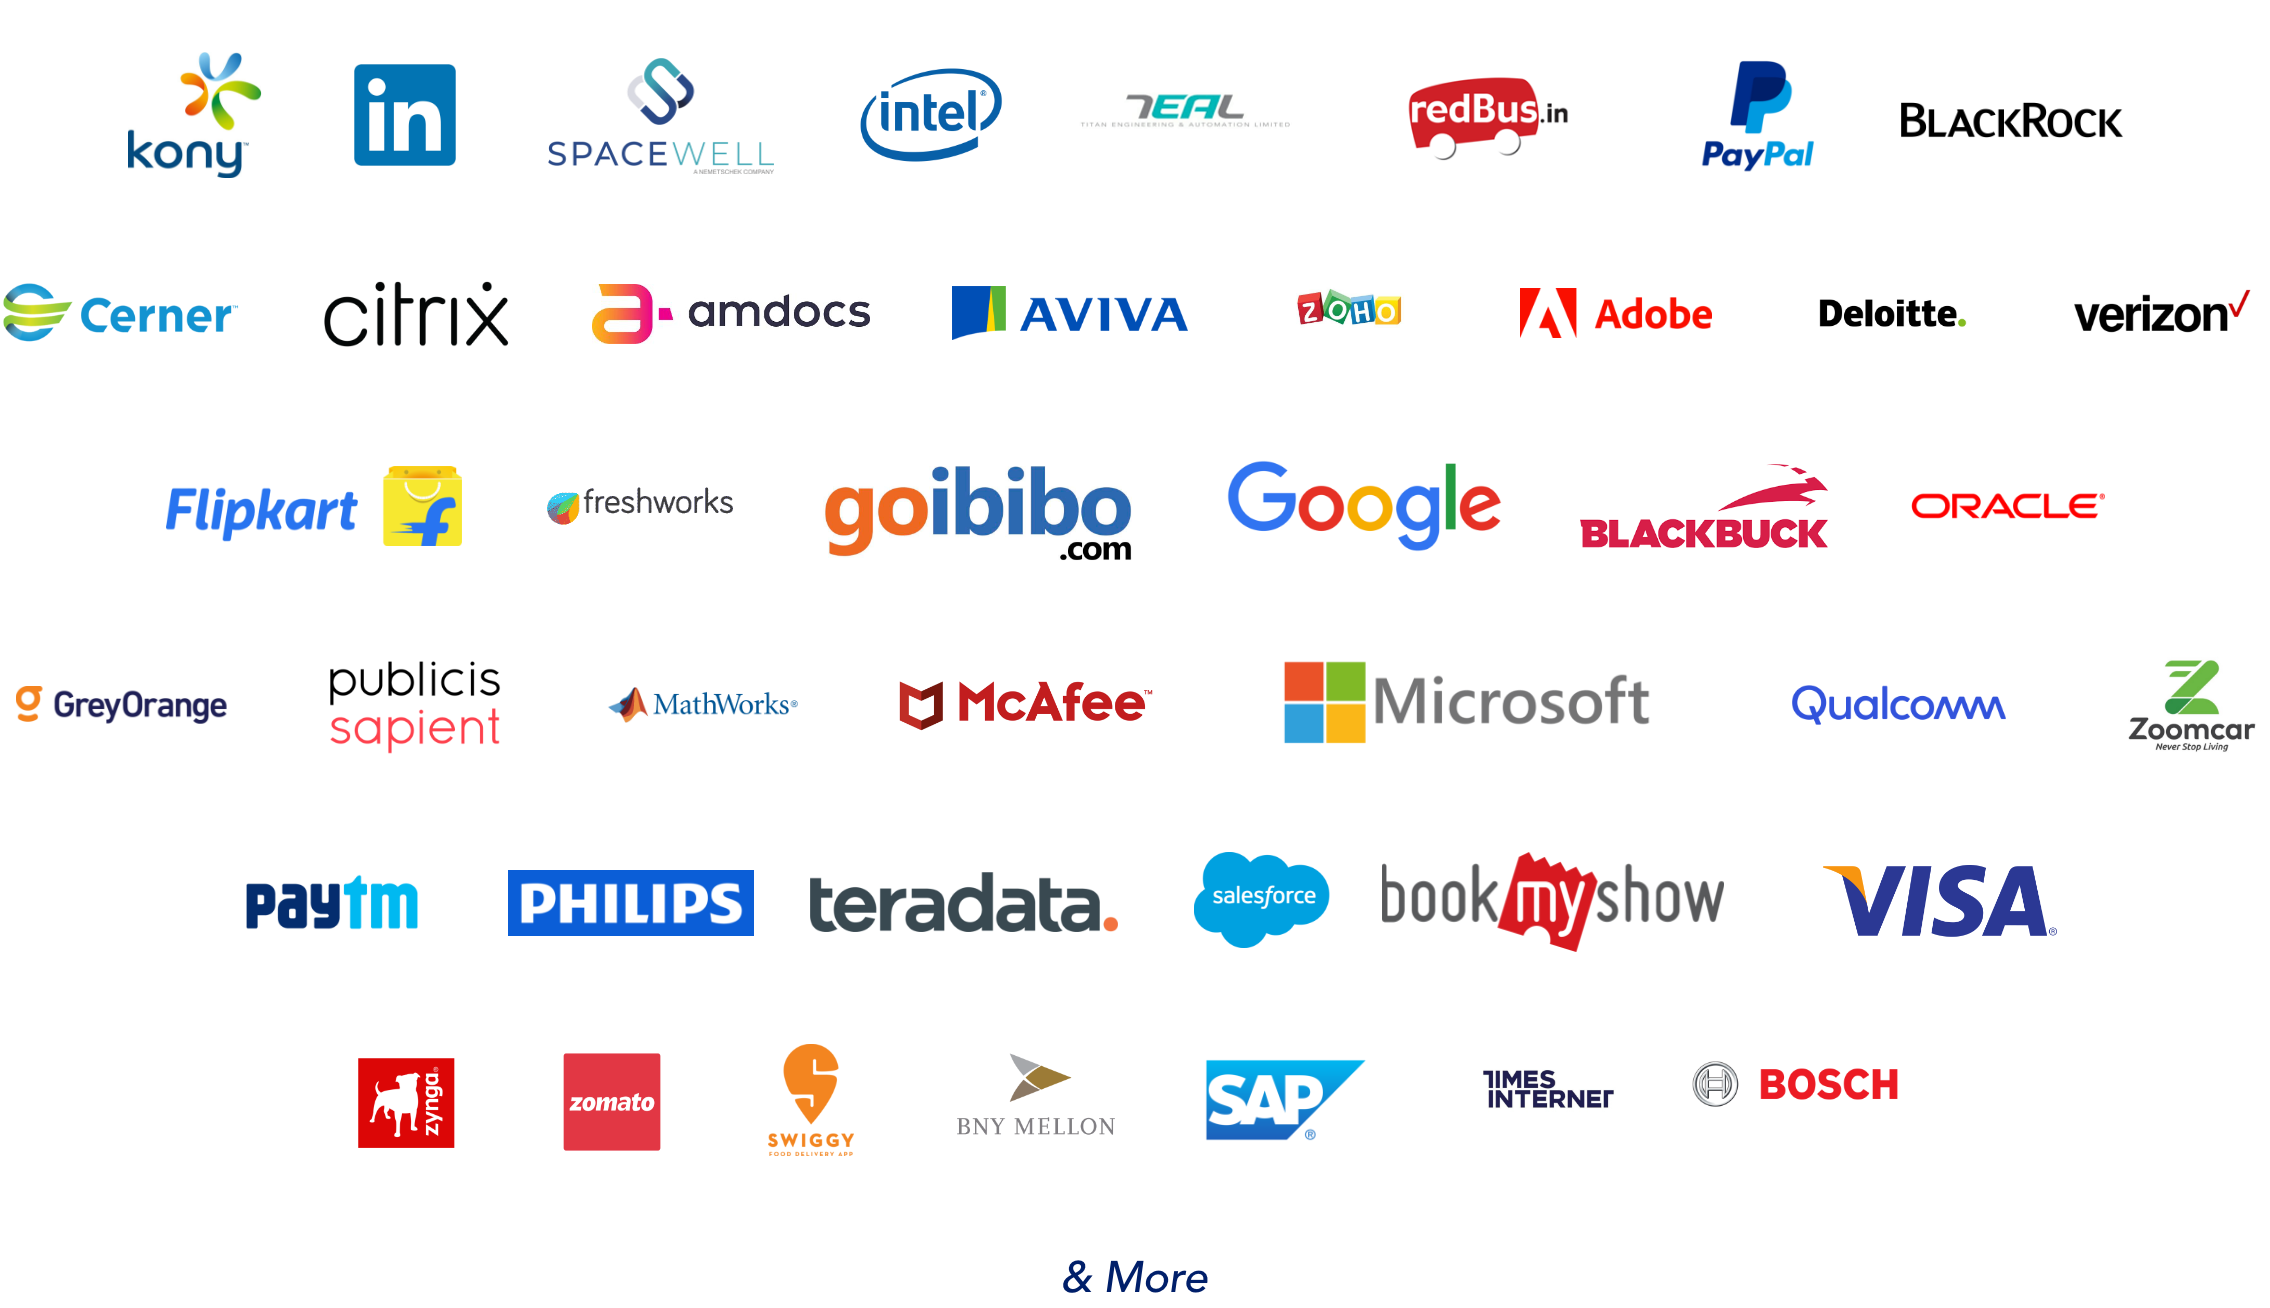 kony™
in
SPACEWELL
A NEMETSCHEK COMPANY
intel®
TEAL
TITAN ENGINEERING & AUTOMATION LIMITED
redBus.in
PayPal
BLACKROCK
Cerner™
citrix
a amdocs
AVIVA
ZOHO
Adobe
Deloitte.
verizon
Flipkart f
freshworks
goibibo
.com
Google
BLACKBUCK
ORACLE®
g GreyOrange
publicis
sapient
MathWorks®
McAfee™
Microsoft
Qualcomm
Zoomcar
Never Stop Living
paytm
PHILIPS
teradata.
salesforce
bookmyshow
VISA®
zynga®
zomato
SWIGGY
FOOD DELIVERY APP
BNY MELLON
SAP®
TIMES
INTERNET
BOSCH
& More